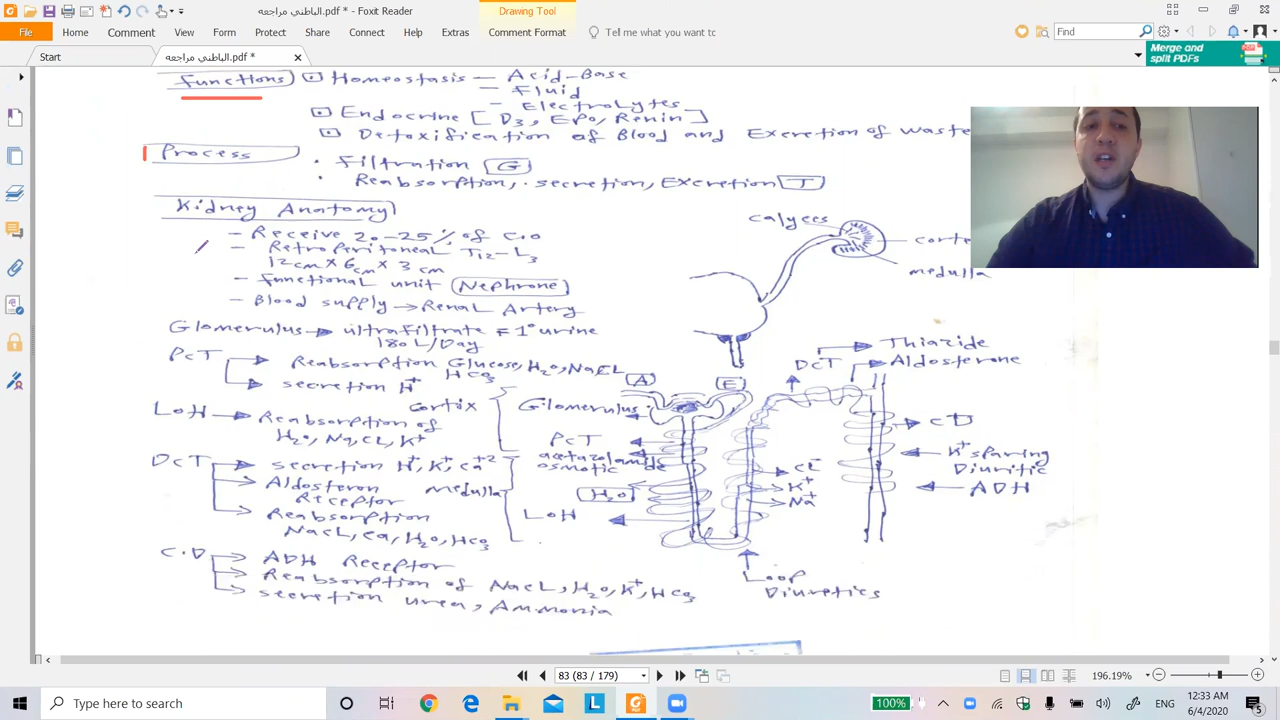 الباطني مراجعه.pdf * - Foxit Reader
Drawing Tool
File Home Comment View Form Protect Share Connect Help Extras Comment Format Tell me what you want tc Find
Start الباطني مراجعه.pdf *
Merge and split PDFs
Functions Homeostasis - Acid-Base
- Fluid
- Electrolytes
Endocrine [ D3, EPO, Renin ]
Detoxification of Blood and Excretion of waste
Process
Filtration G
Reabsorption, secretion, Excretion T
Kidney Anatomy
- Receive 20-25% of C.O
- Retroperitoneal T12-L3
12cm x 6cm x 3cm
- Functional unit Nephrone
- Blood supply → Renal Artery
calyces
corte
medulla
Glomerulus → ultrafiltrate = 1° urine
180 L/Day
PCT → Reabsorption Glucose, H2O, NaCL
HCO3
→ secretion H+
LOH → Reabsorption of
H2O, Na, CL, K+
DCT → secretion H+, K+, Ca+2
→ Aldosteron
Receptor
→ Reabsorption
NaCL, Ca, H2O, HCO3
C.D → ADH Receptor
→ Reabsorption of NaCL, H2O, K+, HCO3
→ secretion urea, Ammonia
Cortox
medulla
A
E
Glomerulus
PCT
acetazolamide
osmotic
H2O
LOH
DCT
Thiazide
Aldosterone
CL-
K+
Na+
Loop
Diuretics
CD
K+ sparing
Diuritic
ADH
83 (83 / 179)
196.19%
Type here to search
100%
ENG
12:33 AM
6/4/2020
5